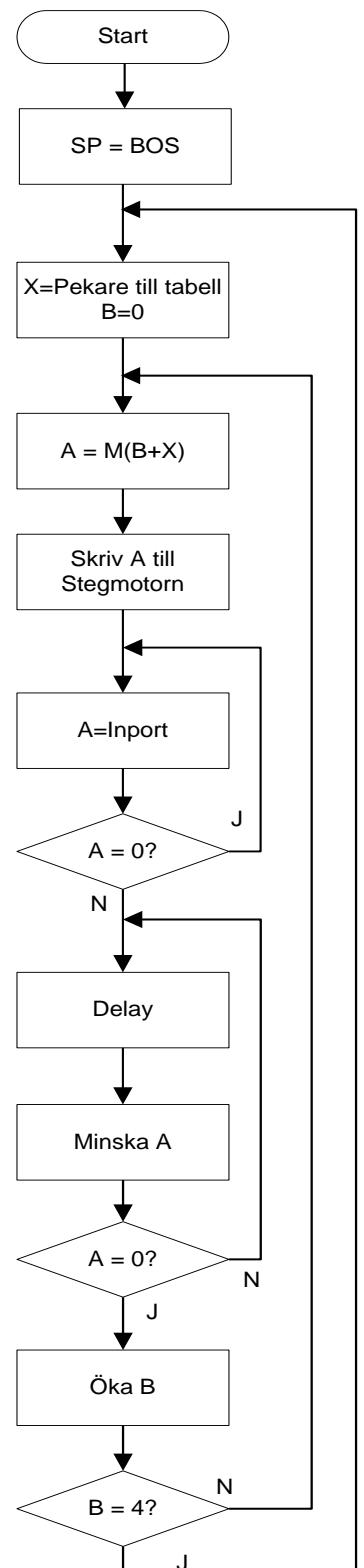 Start
SP = BOS
X=Pekare till tabell
B=0
A = M(B+X)
Skriv A till
Stegmotorn
A=Inport
J
A = 0?
N
Delay
Minska A
A = 0?
N
J
Öka B
N
B = 4?
J